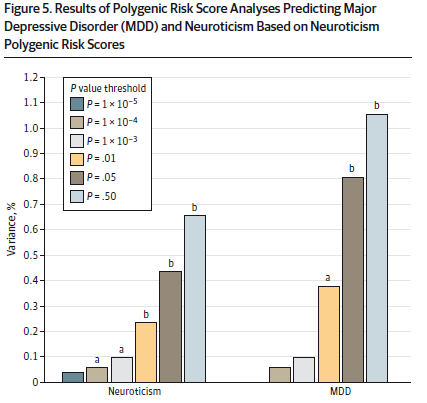 Figure 5. Results of Polygenic Risk Score Analyses Predicting Major
Depressive Disorder (MDD) and Neuroticism Based on Neuroticism
Polygenic Risk Scores
1.2
1.1
1.0
0.9
0.8
0.7
0.6
0.5
0.4
0.3
0.2
0.1
0
Variance, %
P value threshold
P = 1 × 10⁻⁵
P = 1 × 10⁻⁴
P = 1 × 10⁻³
P = .01
P = .05
P = .50
a
a
b
b
b
a
b
b
Neuroticism
MDD